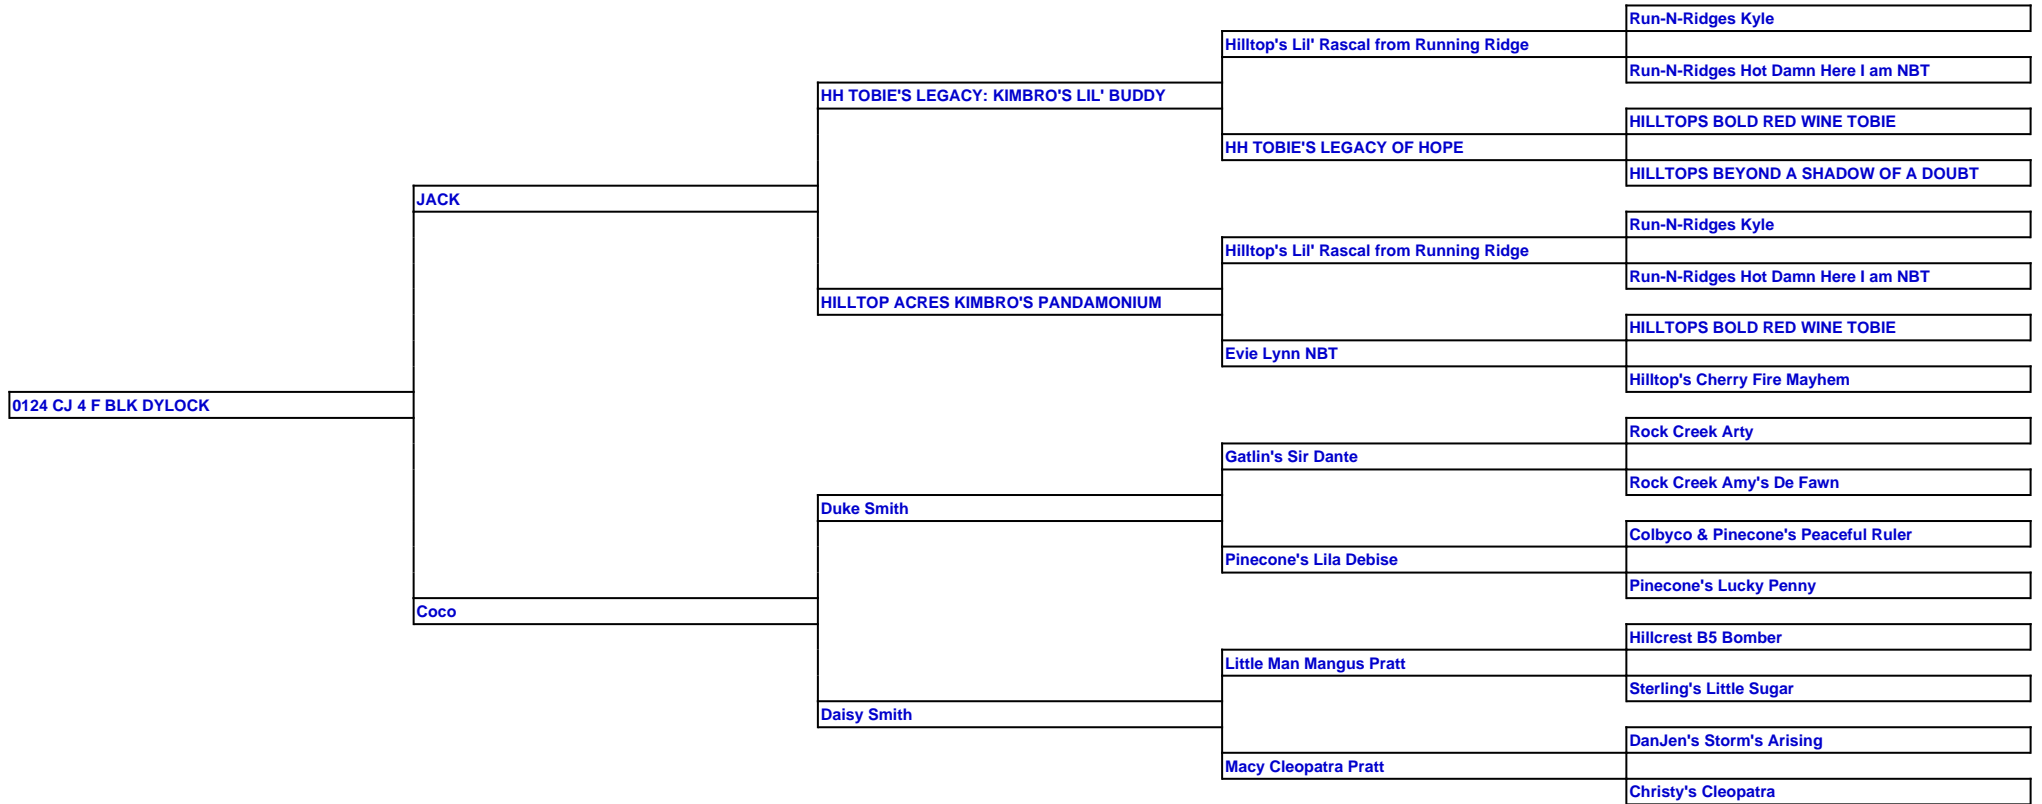 Run-N-Ridges Kyle
Hilltop's Lil' Rascal from Running Ridge
Run-N-Ridges Hot Damn Here I am NBT
HH TOBIE'S LEGACY: KIMBRO'S LIL' BUDDY
HILLTOPS BOLD RED WINE TOBIE
HH TOBIE'S LEGACY OF HOPE
HILLTOPS BEYOND A SHADOW OF A DOUBT
JACK
Run-N-Ridges Kyle
Hilltop's Lil' Rascal from Running Ridge
Run-N-Ridges Hot Damn Here I am NBT
HILLTOP ACRES KIMBRO'S PANDAMONIUM
HILLTOPS BOLD RED WINE TOBIE
Evie Lynn NBT
Hilltop's Cherry Fire Mayhem
0124 CJ 4 F BLK DYLOCK
Rock Creek Arty
Gatlin's Sir Dante
Rock Creek Amy's De Fawn
Duke Smith
Colbyco & Pinecone's Peaceful Ruler
Pinecone's Lila Debise
Pinecone's Lucky Penny
Coco
Hillcrest B5 Bomber
Little Man Mangus Pratt
Sterling's Little Sugar
Daisy Smith
DanJen's Storm's Arising
Macy Cleopatra Pratt
Christy's Cleopatra